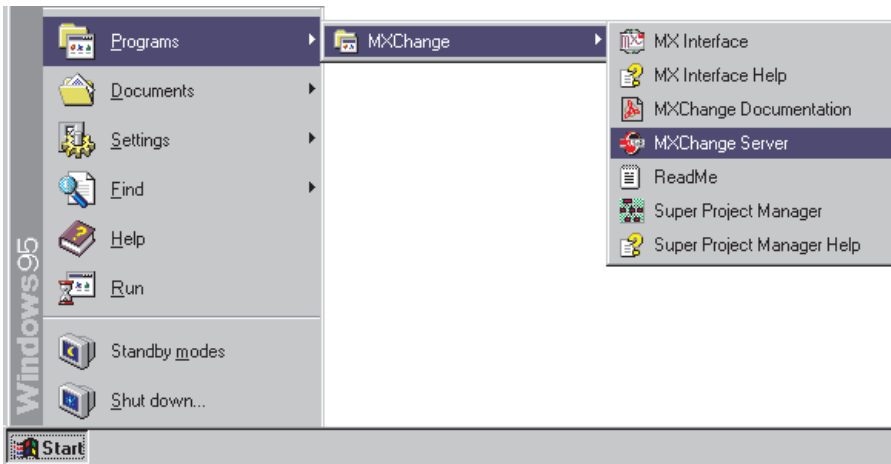 Programs
Documents
Settings
Find
Help
Run
Standby modes
Shut down...
Windows95
Start
MXChange
MX Interface
MX Interface Help
MXChange Documentation
MXChange Server
ReadMe
Super Project Manager
Super Project Manager Help